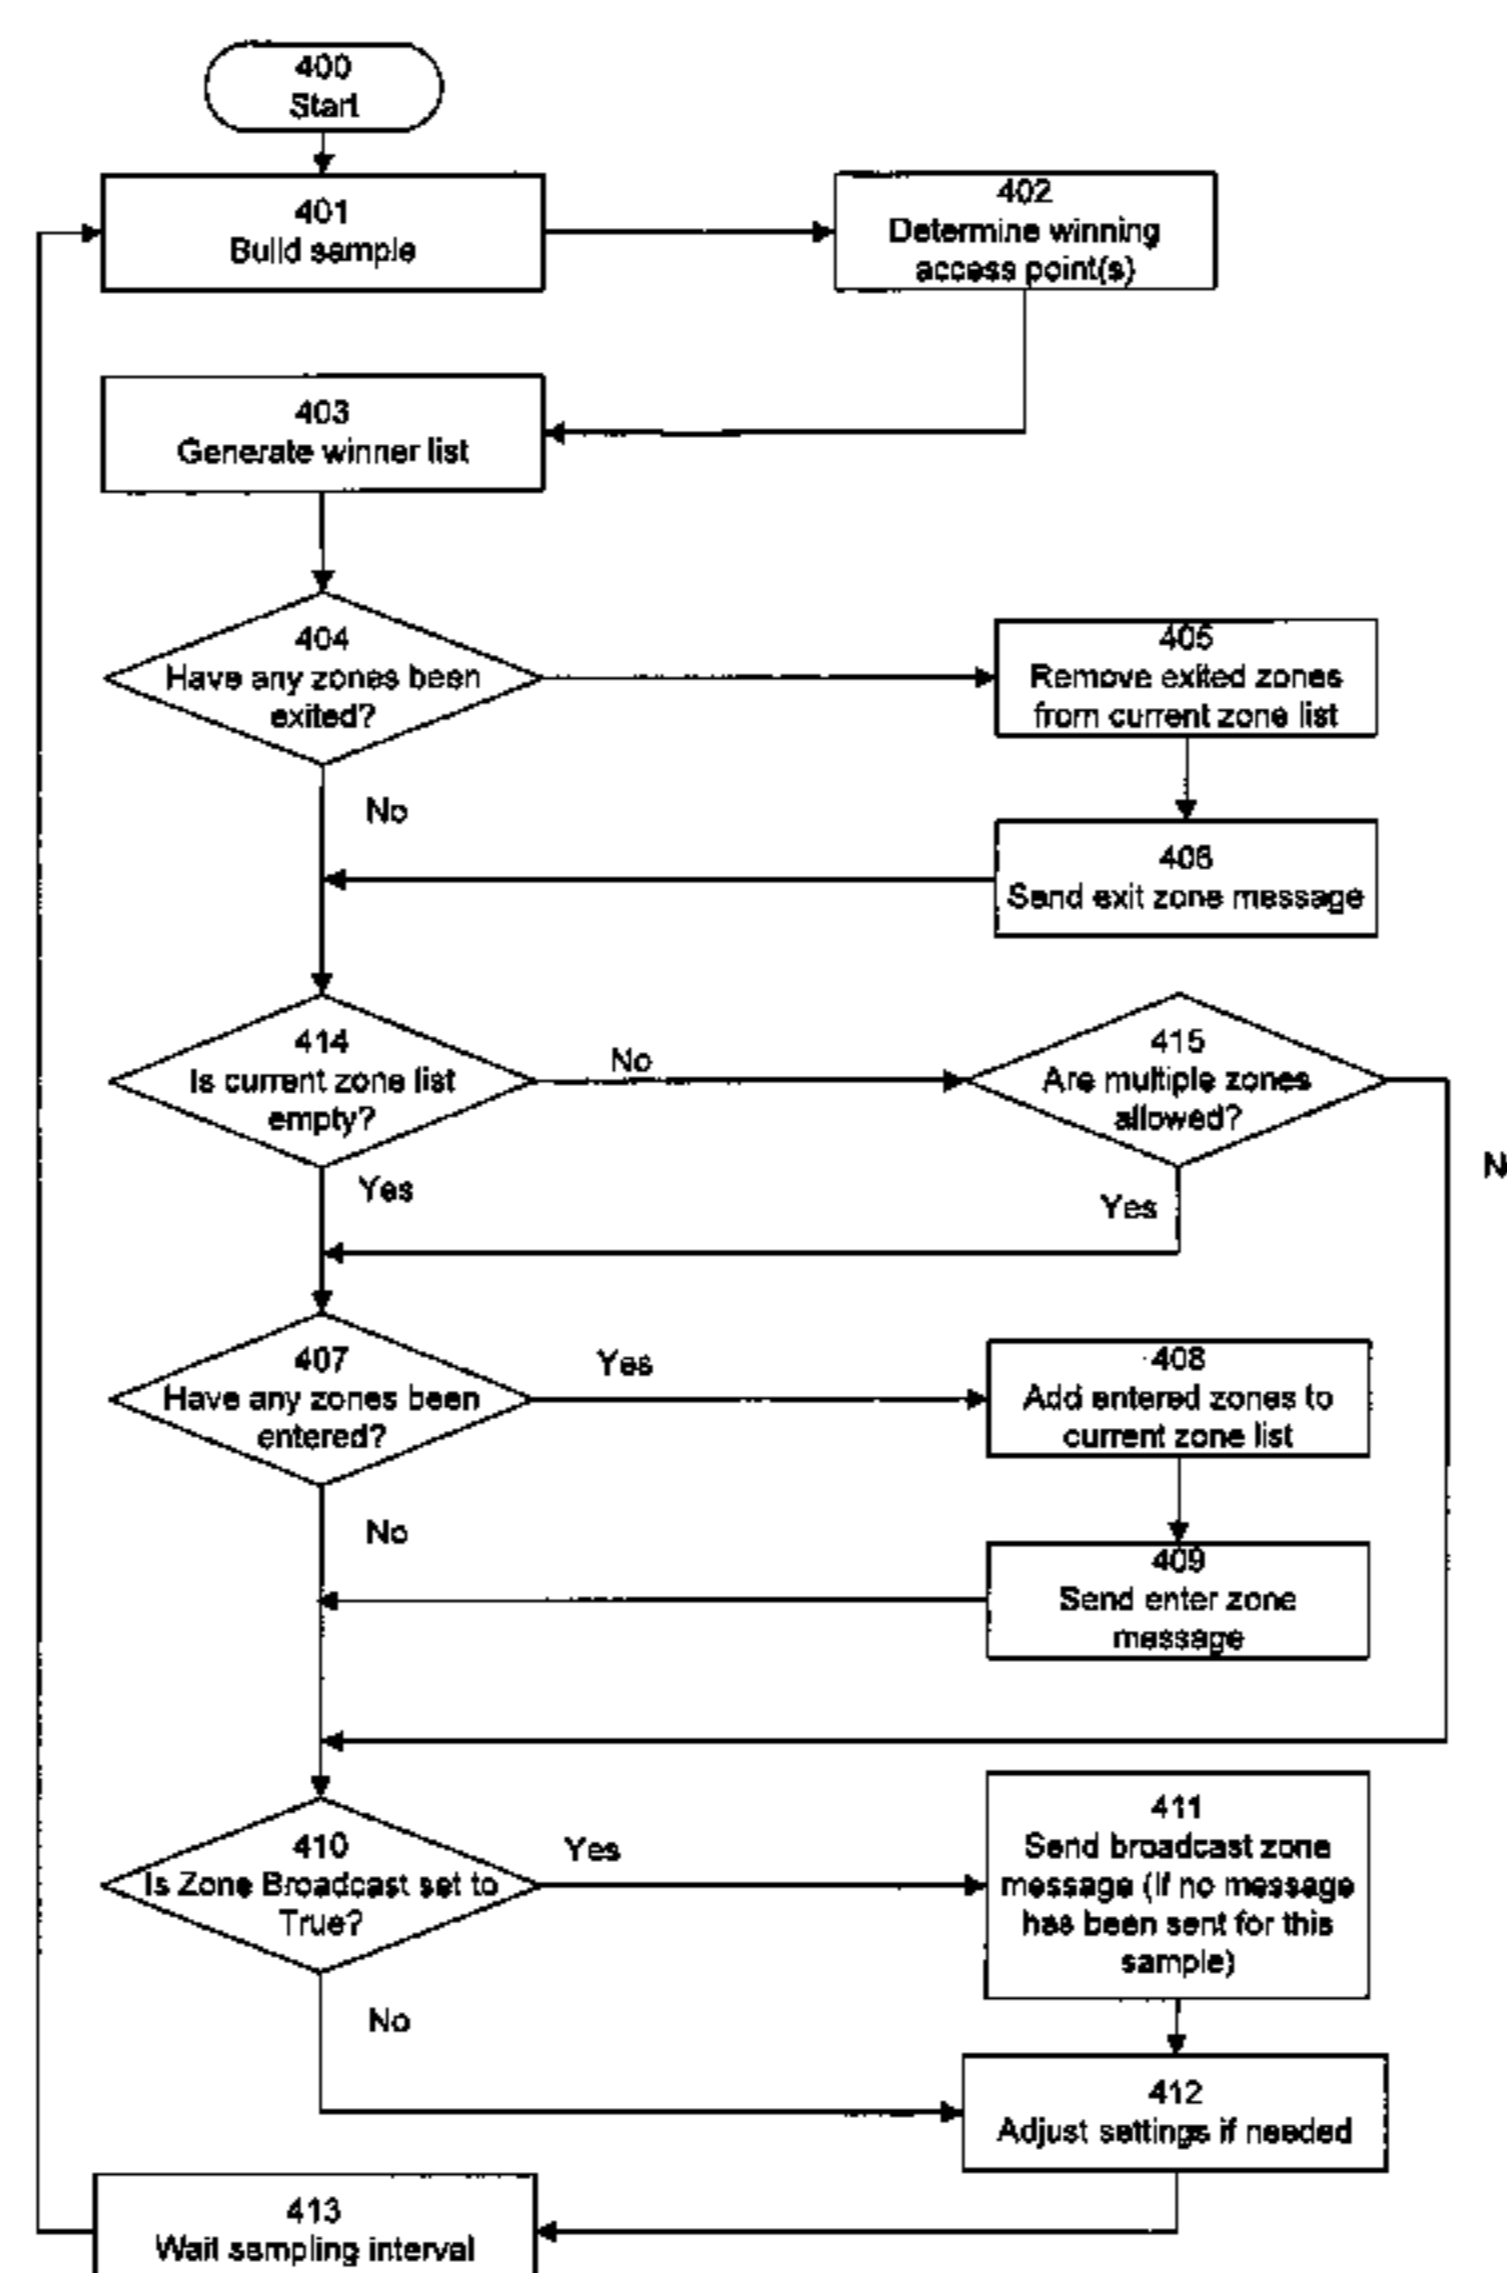 400
Start
401
Build sample
402
Determine winning
access point(s)
403
Generate winner list
404
Have any zones been
exited?
405
Remove exited zones
from current zone list
No
406
Send exit zone message
414
Is current zone list
empty?
No
415
Are multiple zones
allowed?
N
Yes
Yes
407
Have any zones been
entered?
Yes
408
Add entered zones to
current zone list
No
409
Send enter zone
message
410
Is Zone Broadcast set to
True?
Yes
411
Send broadcast zone
message (If no message
has been sent for this
sample)
No
412
Adjust settings if needed
413
Wait sampling interval